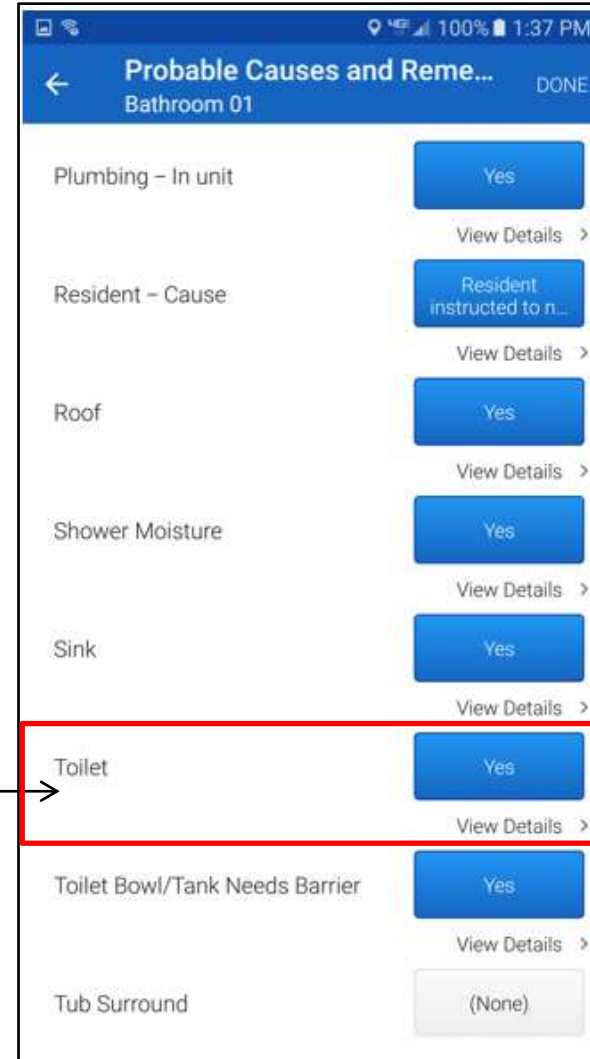 100% 1:37 PM
Probable Causes and Reme... DONE
Bathroom 01
Plumbing – In unit Yes
View Details >
Resident – Cause Resident
instructed to n...
View Details >
Roof Yes
View Details >
Shower Moisture Yes
View Details >
Sink Yes
View Details >
Toilet Yes
View Details >
Toilet Bowl/Tank Needs Barrier Yes
View Details >
Tub Surround (None)